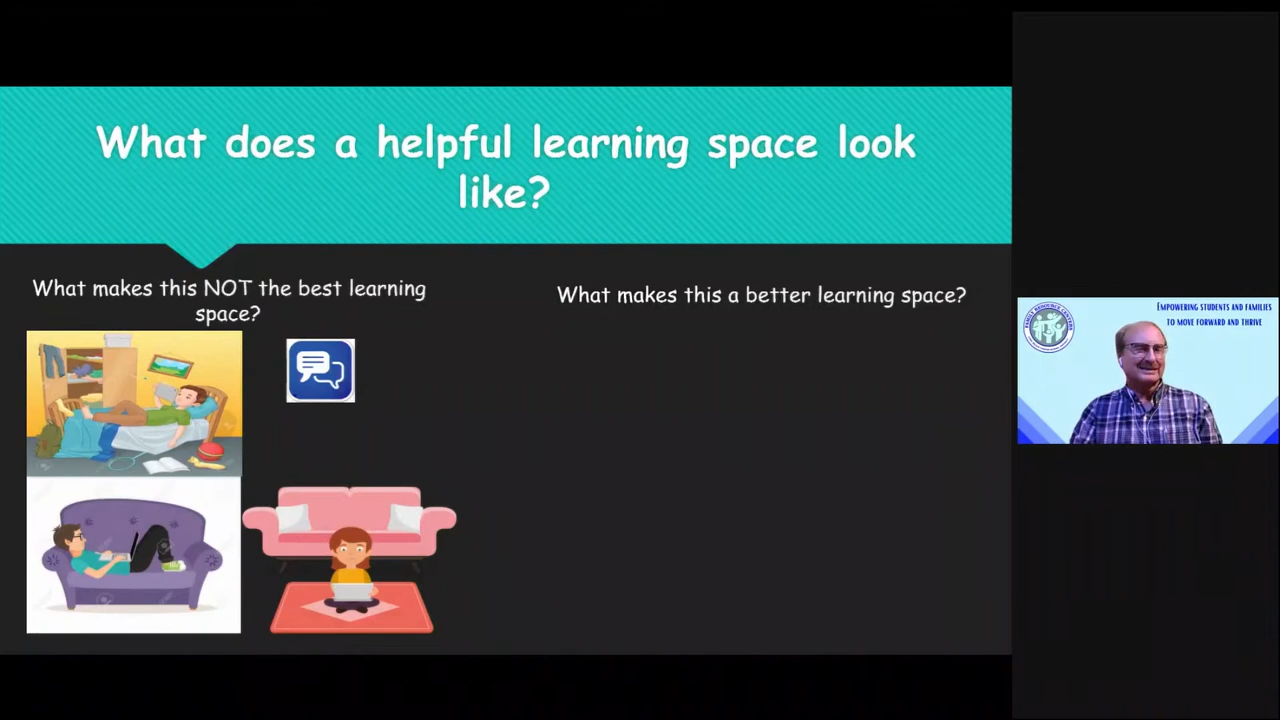 What does a helpful learning space look
like?
What makes this NOT the best learning
space?
What makes this a better learning space?
Empowering students and families
to move forward and thrive